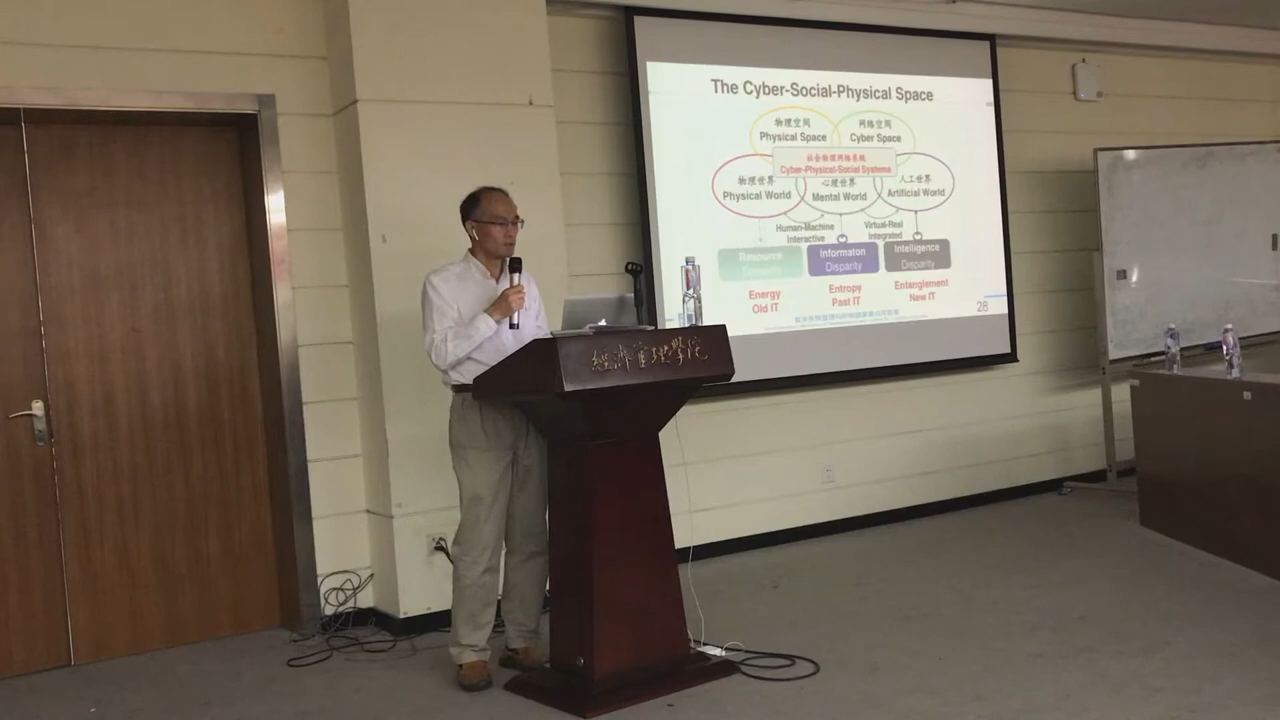 The Cyber-Social-Physical Space
物理空间
Physical Space
网络空间
Cyber Space
社会物理网络系统
Cyber-Physical-Social Systems
物理世界
Physical World
心理世界
Mental World
人工世界
Artificial World
Human-Machine
Interactive
Virtual-Real
Integrated
Resource
Informaton
Disparity
Intelligence
Disparity
Energy
Old IT
Entropy
Past IT
Entanglement
New IT
28
經濟管理學院